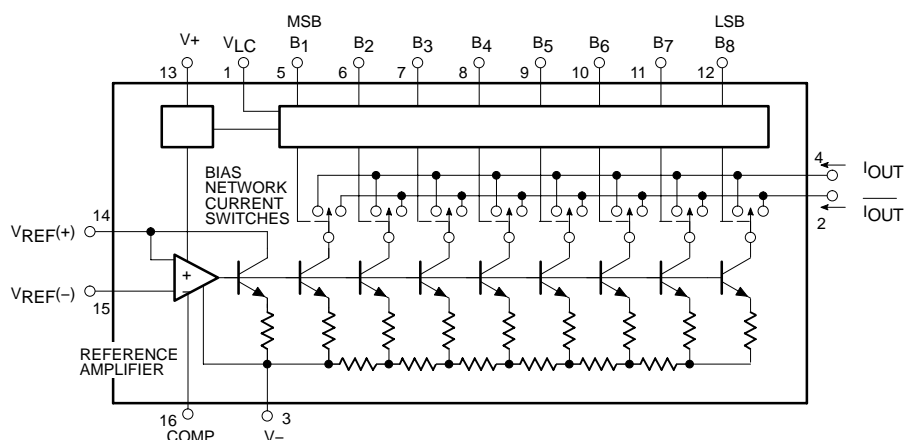 MSB LSB
V+ VLC B1 B2 B3 B4 B5 B6 B7 B8
13 1 5 6 7 8 9 10 11 12
BIAS
NETWORK
CURRENT
SWITCHES
4 IOUT
2 IOUT
14
VREF(+)
+
VREF(−) −
15
REFERENCE
AMPLIFIER
16 3
COMP V−